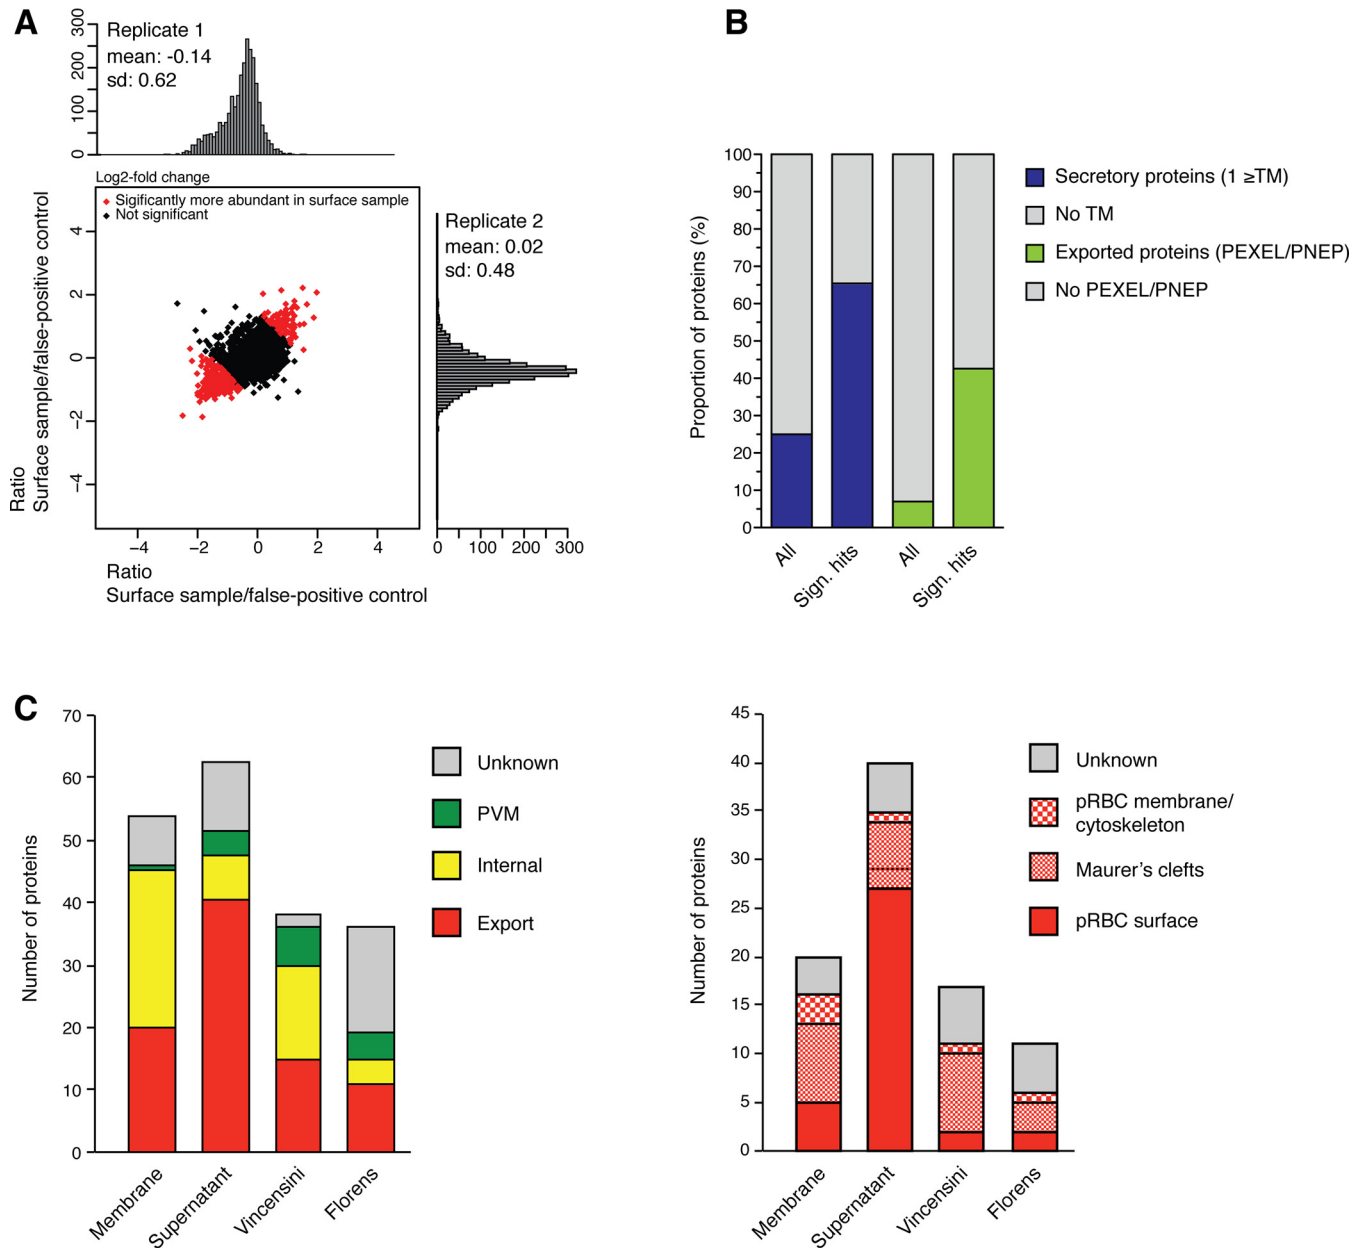 A
300
200
100
0
Replicate 1
mean: -0.14
sd: 0.62
Log2-fold change
Sigificantly more abundant in surface sample
Not significant
Ratio
Surface sample/false-positive control
4
2
0
−2
−4
−4
−2
0
2
4
Ratio
Surface sample/false-positive control
Replicate 2
mean: 0.02
sd: 0.48
0
100
200
300
B
Proportion of proteins (%)
100
90
80
70
60
50
40
30
20
10
0
All
Sign. hits
All
Sign. hits
Secretory proteins (1 ≥TM)
No TM
Exported proteins (PEXEL/PNEP)
No PEXEL/PNEP
C
Number of proteins
70
60
50
40
30
20
10
0
Membrane
Supernatant
Vincensini
Florens
Unknown
PVM
Internal
Export
Number of proteins
45
40
35
30
25
20
15
10
5
0
Membrane
Supernatant
Vincensini
Florens
Unknown
pRBC membrane/
cytoskeleton
Maurer's clefts
pRBC surface